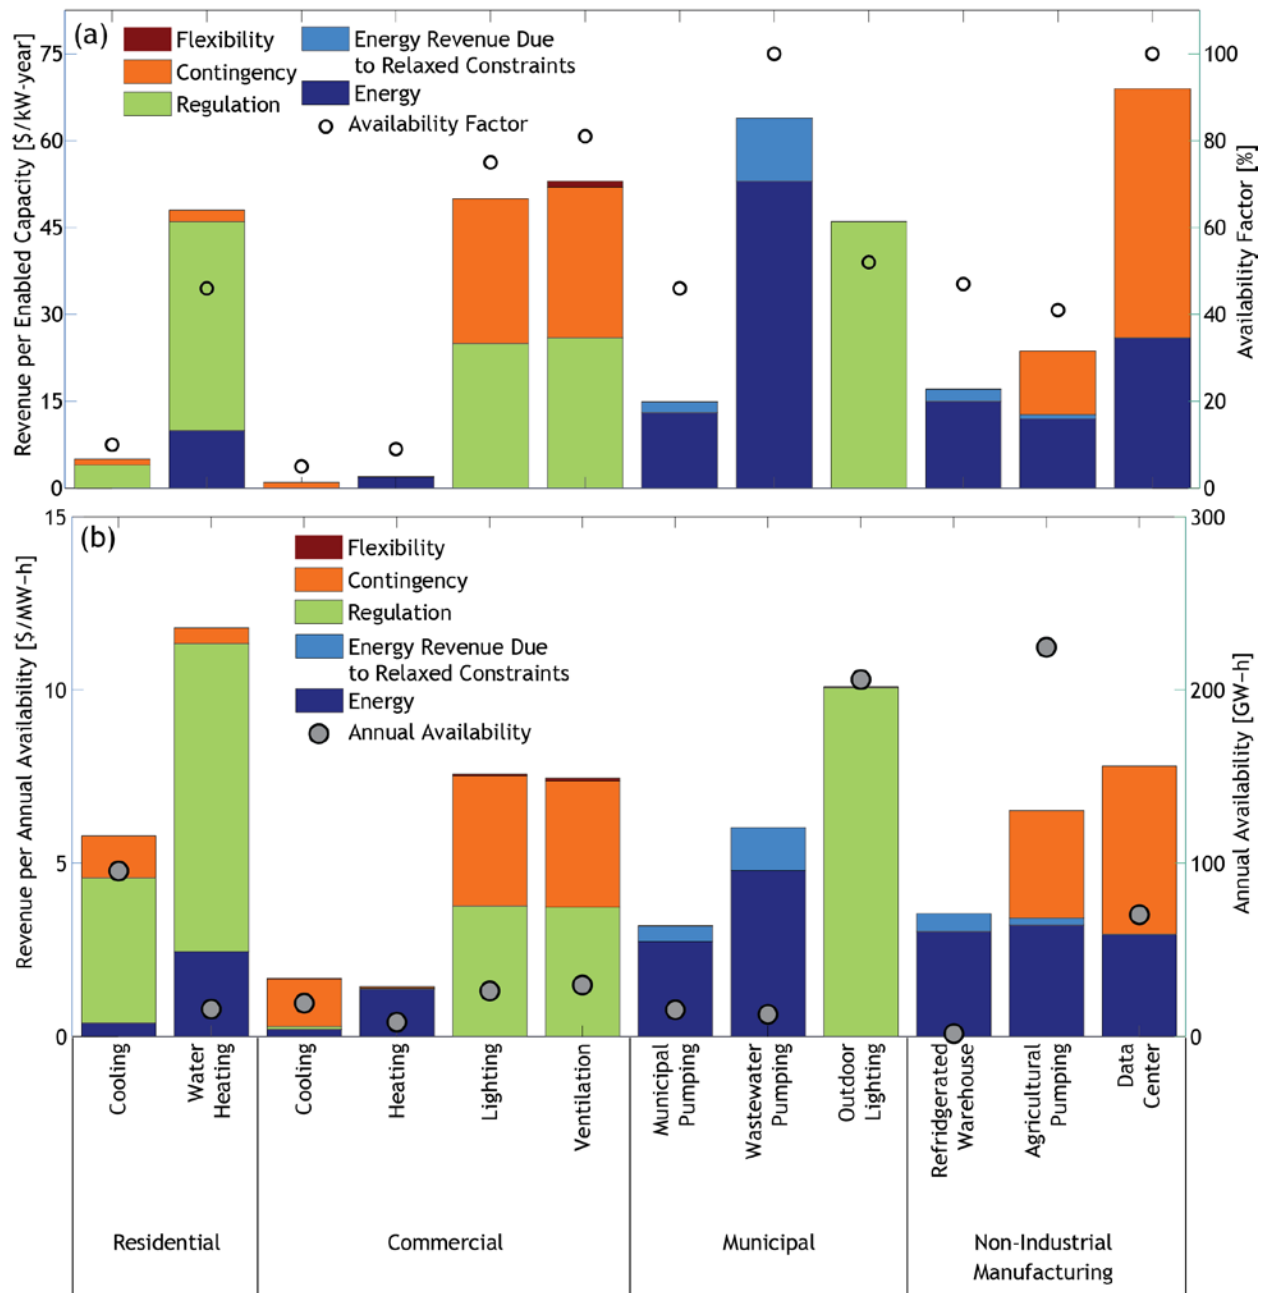 (a)
Flexibility
Contingency
Regulation
Energy Revenue Due
to Relaxed Constraints
Energy
Availability Factor
Revenue per Enabled Capacity [$/kW-year]
75
60
45
30
15
0
100
80
60
40
20
0
Availability Factor [%]
(b)
Flexibility
Contingency
Regulation
Energy Revenue Due
to Relaxed Constraints
Energy
Annual Availability
Revenue per Annual Availability [$/MW-h]
15
10
5
0
300
200
100
0
Annual Availability [GW-h]
Cooling
Water
Heating
Cooling
Heating
Lighting
Ventilation
Municipal
Pumping
Wastewater
Pumping
Outdoor
Lighting
Refridgerated
Warehouse
Agricultural
Pumping
Data
Center
Residential
Commercial
Municipal
Non-Industrial
Manufacturing